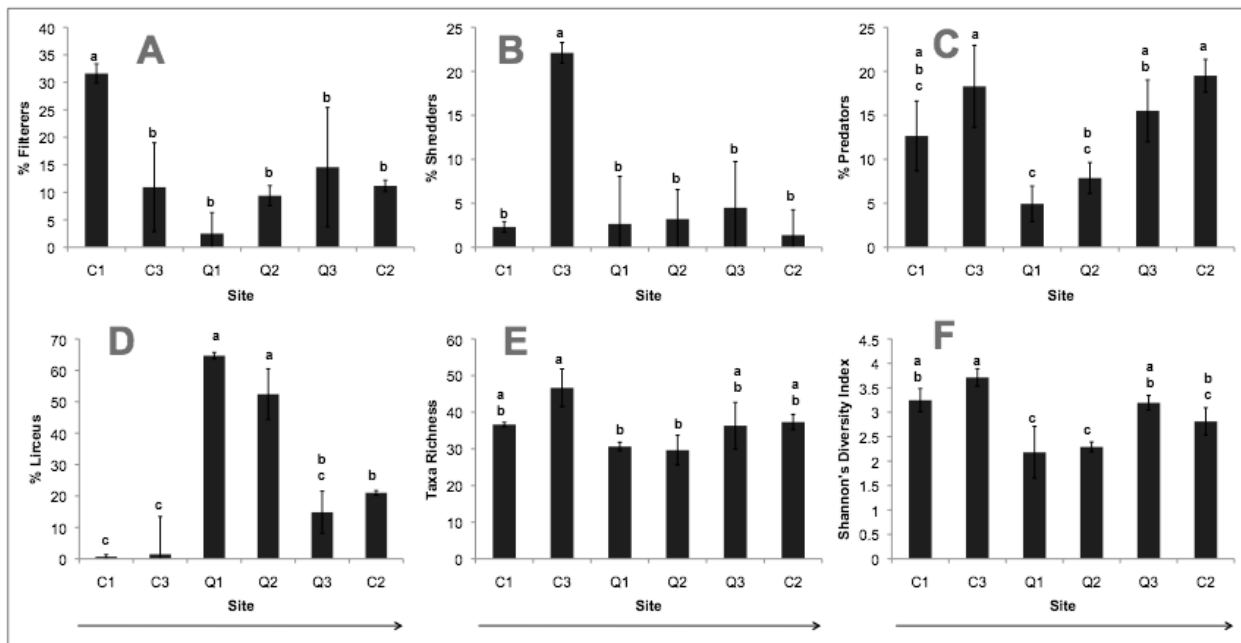 A
% Filterers
35
30
25
20
15
10
5
0
a
b
b
b
b
b
C1 C3 Q1 Q2 Q3 C2
Site
B
% Shredders
25
20
15
10
5
0
b
a
b
b
b
b
C1 C3 Q1 Q2 Q3 C2
Site
C
% Predators
25
20
15
10
5
0
a
b
c
a
c
b
c
a
b
a
C1 C3 Q1 Q2 Q3 C2
Site
D
% Lirceus
70
60
50
40
30
20
10
0
c
c
a
a
b
c
b
C1 C3 Q1 Q2 Q3 C2
Site
E
Taxa Richness
60
50
40
30
20
10
0
a
b
a
b
b
a
b
a
b
C1 C3 Q1 Q2 Q3 C2
Site
F
Shannon's Diversity Index
4.5
4
3.5
3
2.5
2
1.5
1
0.5
0
a
b
a
c
c
a
b
b
c
C1 C3 Q1 Q2 Q3 C2
Site